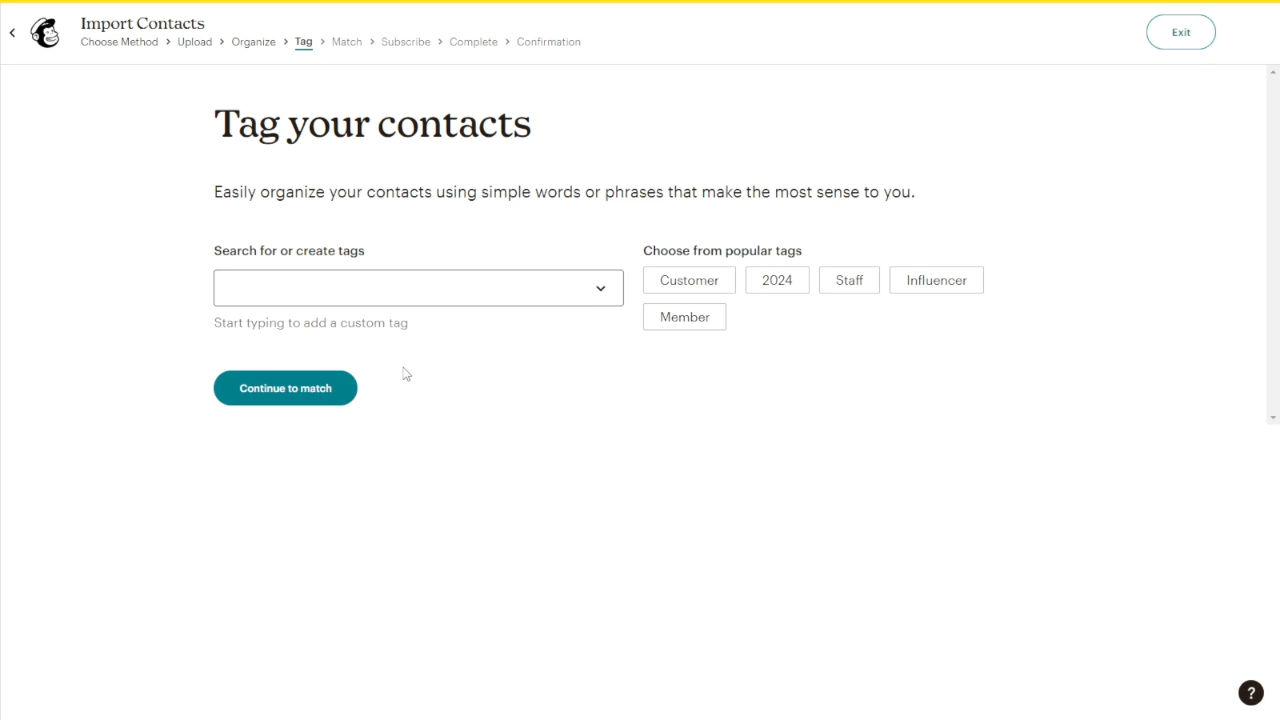 Import Contacts
Exit
Choose Method > Upload > Organize > Tag > Match > Subscribe > Complete > Confirmation
Tag your contacts
Easily organize your contacts using simple words or phrases that make the most sense to you.
Search for or create tags
Start typing to add a custom tag
Choose from popular tags
Customer 2024 Staff Influencer
Member
Continue to match
?